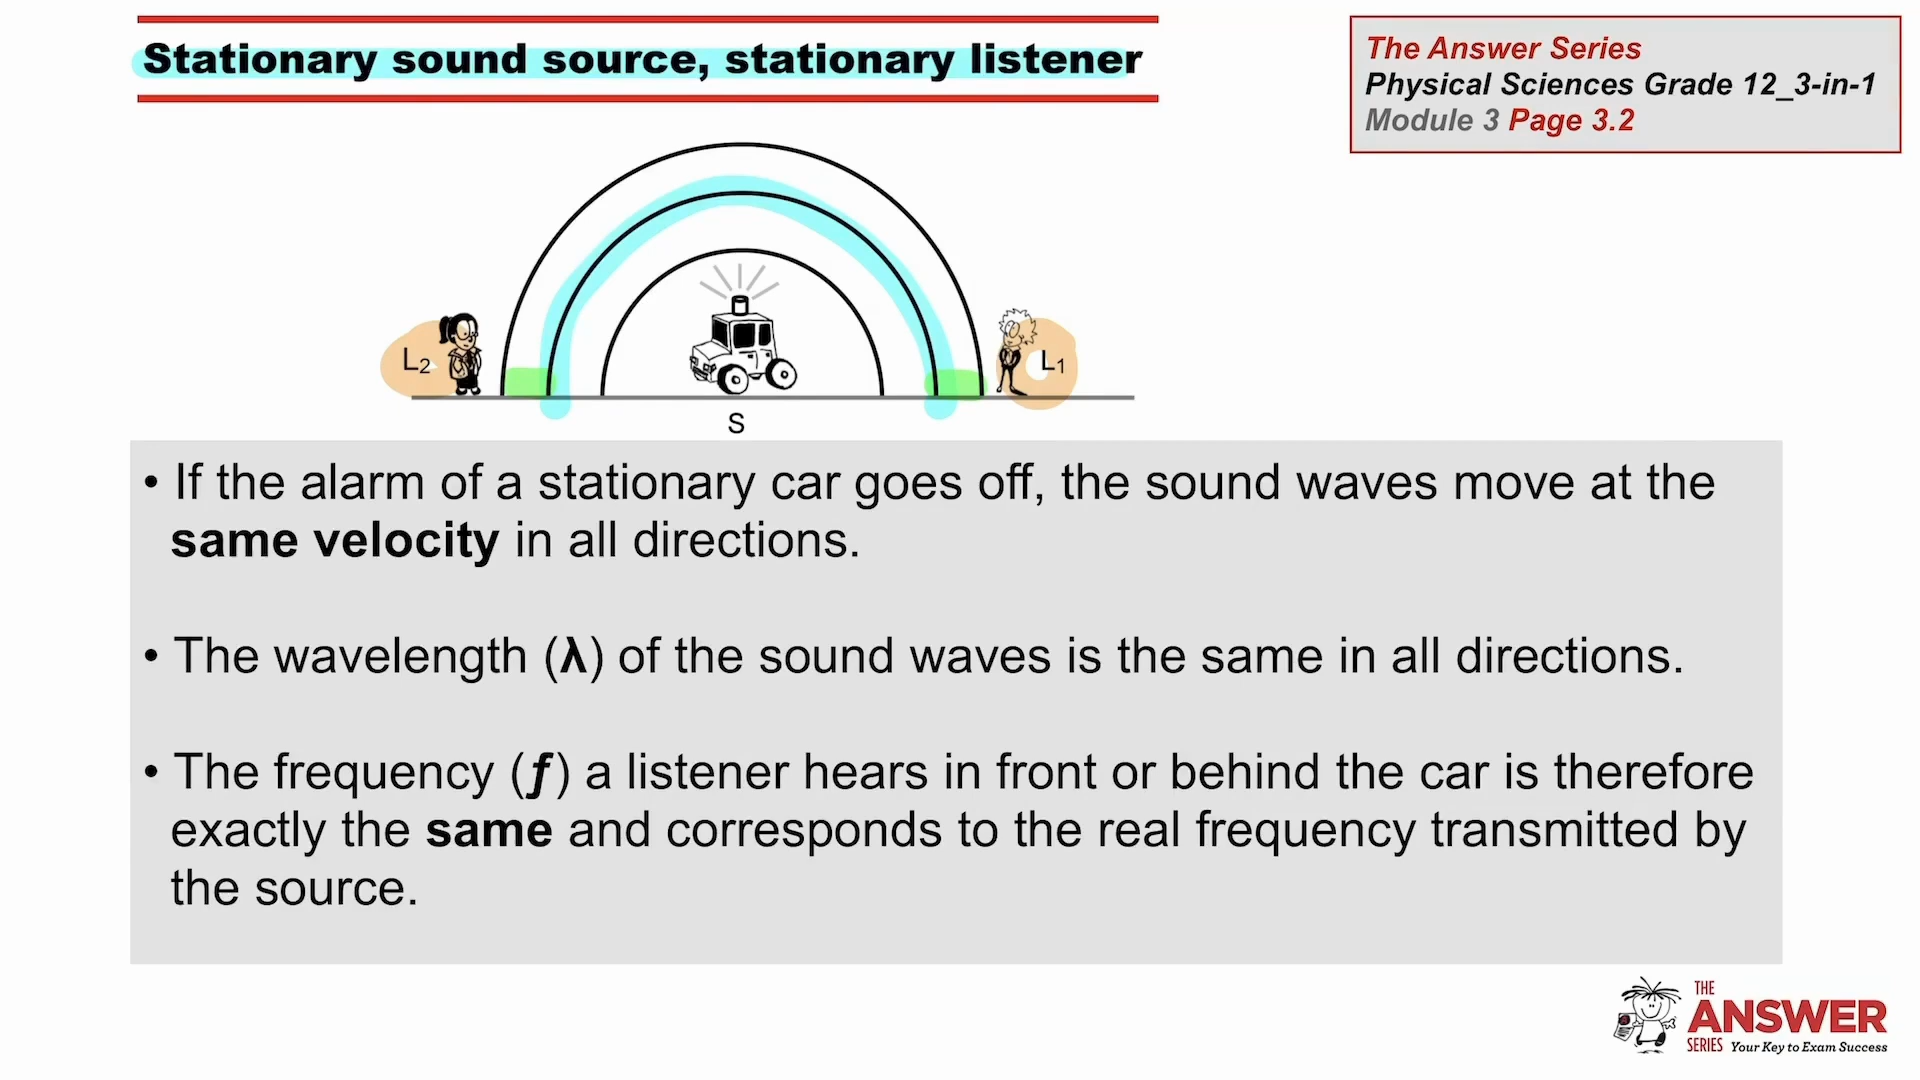 Stationary sound source, stationary listener
The Answer Series
Physical Sciences Grade 12_3-in-1
Module 3 Page 3.2
L2
L1
S
• If the alarm of a stationary car goes off, the sound waves move at the
same velocity in all directions.
• The wavelength (λ) of the sound waves is the same in all directions.
• The frequency (f) a listener hears in front or behind the car is therefore
exactly the same and corresponds to the real frequency transmitted by
the source.
THE
ANSWER
SERIES Your Key to Exam Success